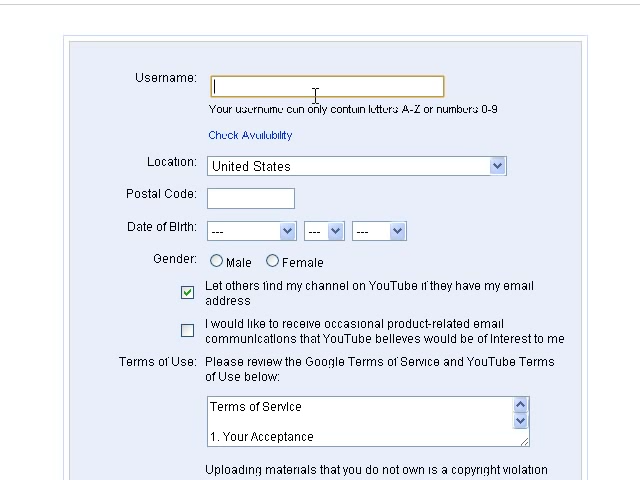 Username:
Your username can only contain letters A-Z or numbers 0-9
Check Availability
Location: United States
Postal Code:
Date of Birth: --- --- ---
Gender: Male Female
Let others find my channel on YouTube if they have my email
address
I would like to receive occasional product-related email
communications that YouTube believes would be of interest to me
Terms of Use: Please review the Google Terms of Service and YouTube Terms
of Use below:
Terms of Service
1. Your Acceptance
Uploading materials that you do not own is a copyright violation